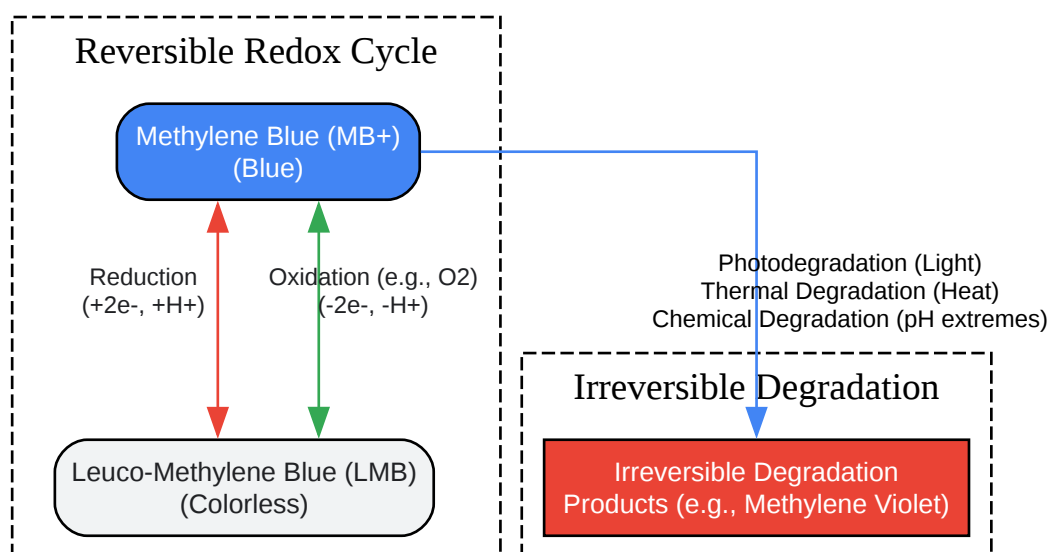 Reversible Redox Cycle
Methylene Blue (MB+)
(Blue)
Reduction
(+2e-, +H+)
Oxidation (e.g., O2)
(-2e-, -H+)
Leuco-Methylene Blue (LMB)
(Colorless)
Photodegradation (Light)
Thermal Degradation (Heat)
Chemical Degradation (pH extremes)
Irreversible Degradation
Irreversible Degradation
Products (e.g., Methylene Violet)